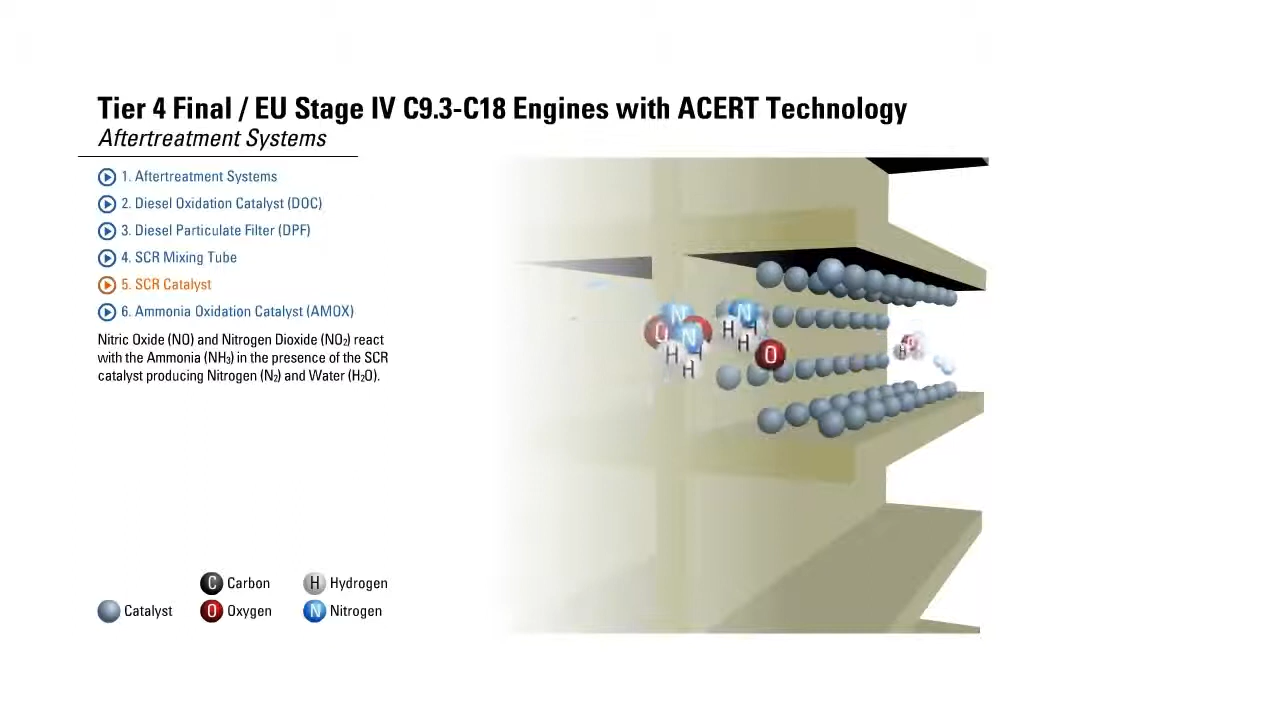 Tier 4 Final / EU Stage IV C9.3-C18 Engines with ACERT Technology
Aftertreatment Systems
1. Aftertreatment Systems
2. Diesel Oxidation Catalyst (DOC)
3. Diesel Particulate Filter (DPF)
4. SCR Mixing Tube
5. SCR Catalyst
6. Ammonia Oxidation Catalyst (AMOX)
Nitric Oxide (NO) and Nitrogen Dioxide (NO₂) react
with the Ammonia (NH₃) in the presence of the SCR
catalyst producing Nitrogen (N₂) and Water (H₂O).
N
O
N
H
H
H
N
H
H
H
O
C Carbon
H Hydrogen
Catalyst
O Oxygen
N Nitrogen